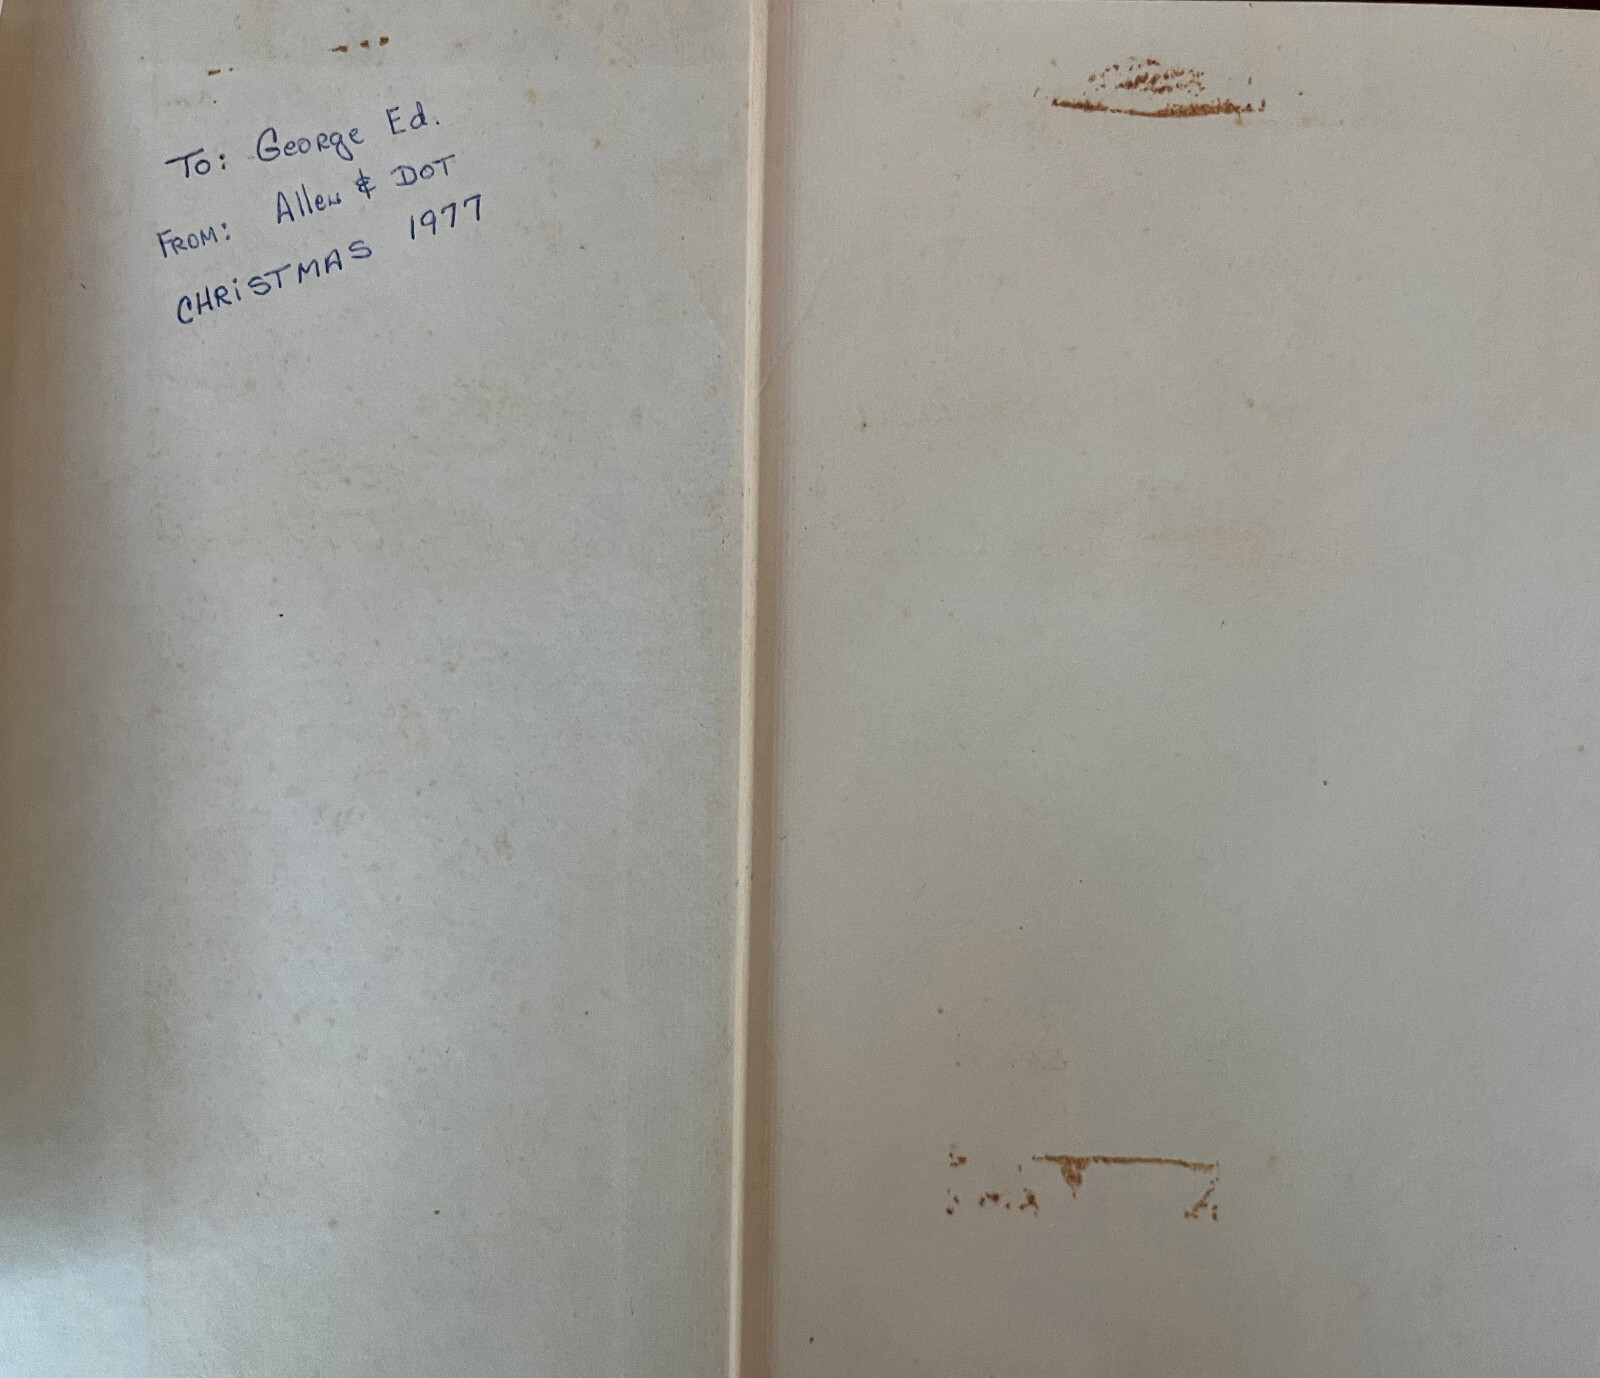 To: George Ed.
FROM: Allen & DOT
CHRiSTMAS 1977